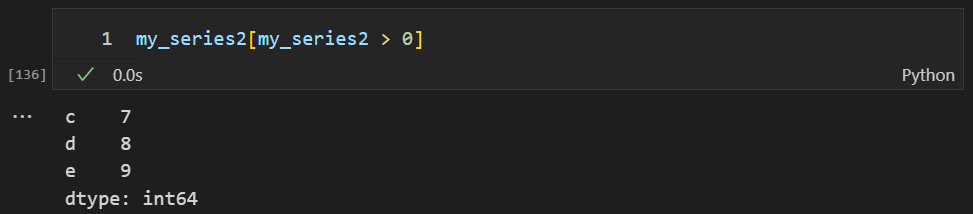 1 my_series2[my_series2 > 0]
[136] ✓ 0.0s Python
... c 7
d 8
e 9
dtype: int64